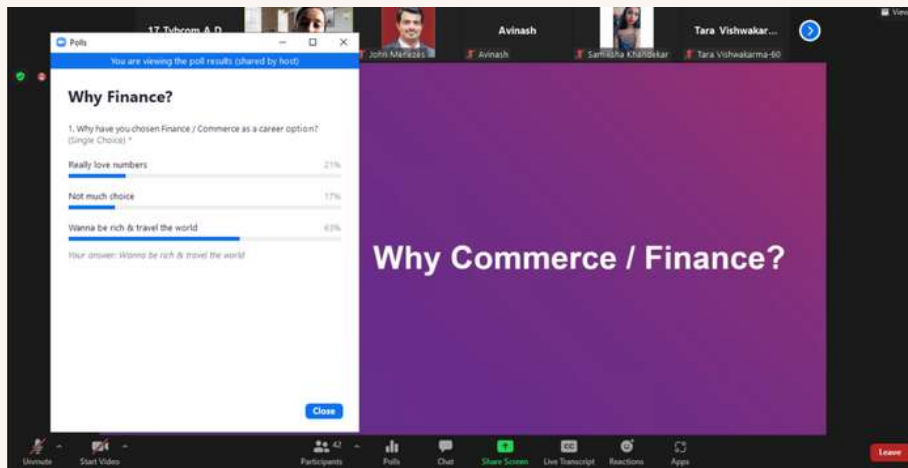 View
17 Tybcom A D
Avinash
Tara Vishwakar...
John Menezes
Avinash
Samiksha Khandekar
Tara Vishwakarma-60
Polls
You are viewing the poll results (shared by host)
Why Finance?
1. Why have you chosen Finance / Commerce as a career option?
(Single Choice) *
Really love numbers 21%
Not much choice 17%
Wanna be rich & travel the world 63%
Your answer: Wanna be rich & travel the world
Close
Why Commerce / Finance?
Unmute
Start Video
Participants
42
Polls
Chat
Share Screen
Live Transcript
Reactions
Apps
Leave